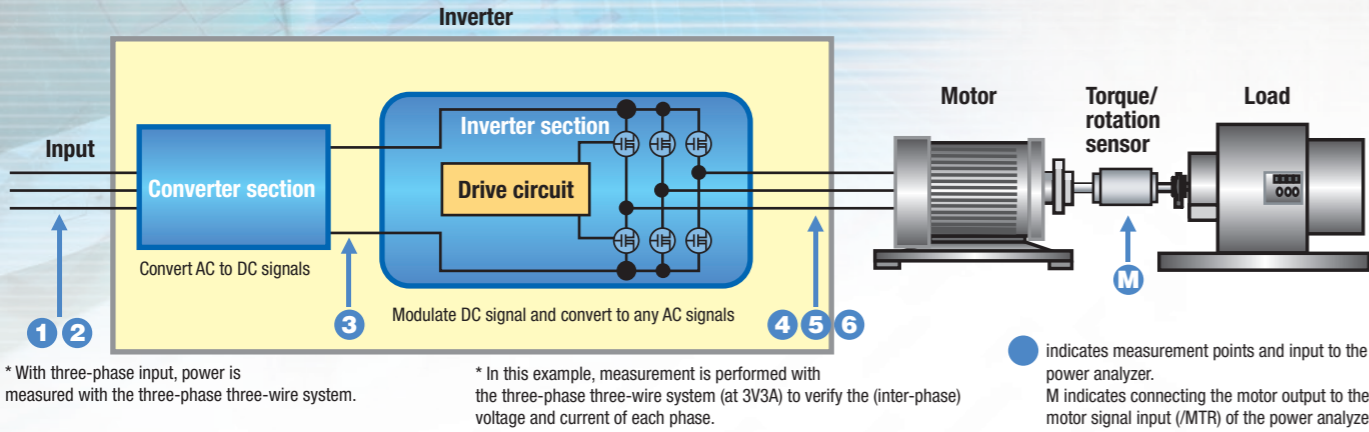 Inverter
Motor
Torque/
rotation
sensor
Load
Input
Converter section
Inverter section
Drive circuit
Convert AC to DC signals
Modulate DC signal and convert to any AC signals
1 2
3
4 5 6
M
000
* With three-phase input, power is
measured with the three-phase three-wire system.
* In this example, measurement is performed with
the three-phase three-wire system (at 3V3A) to verify the (inter-phase)
voltage and current of each phase.
indicates measurement points and input to the
power analyzer.
M indicates connecting the motor output to the
motor signal input (/MTR) of the power analyze